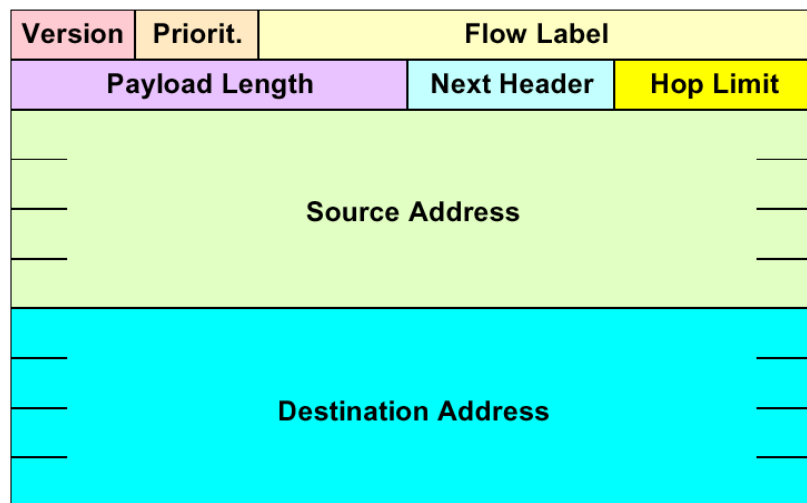 Version Priorit. Flow Label
Payload Length Next Header Hop Limit
Source Address
Destination Address